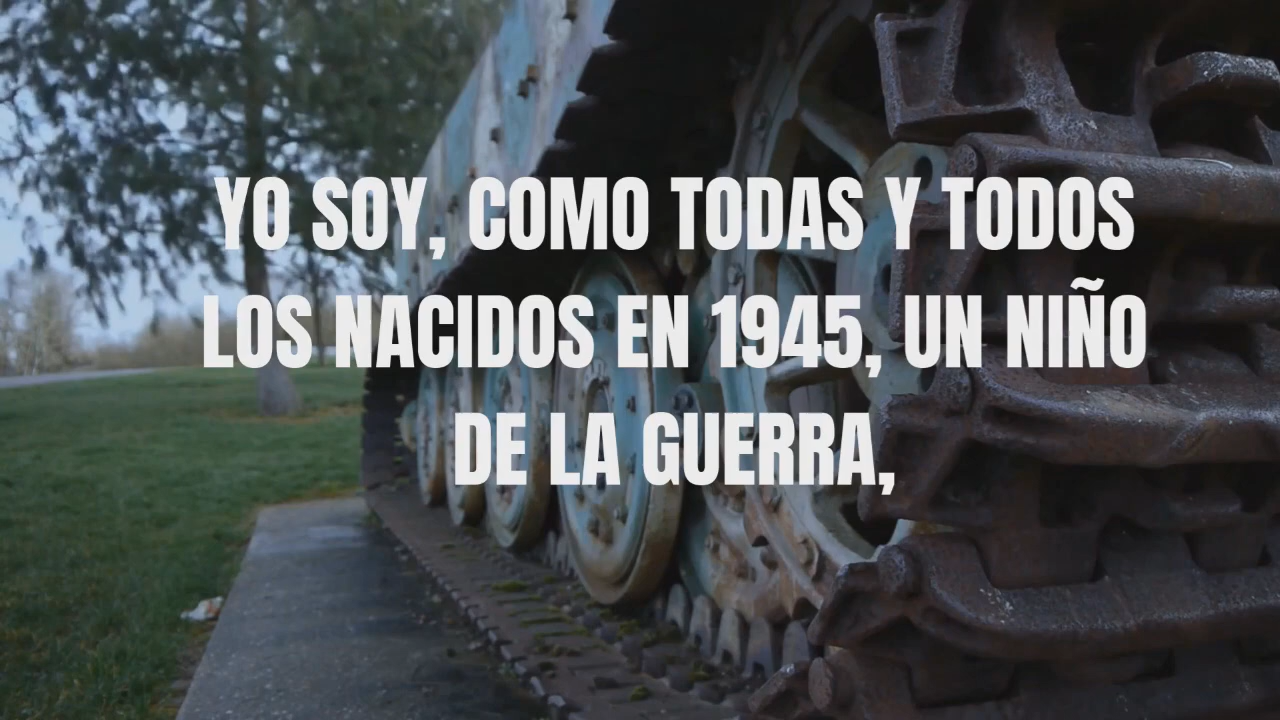 YO SOY, COMO TODAS Y TODOS
LOS NACIDOS EN 1945, UN NIÑO
DE LA GUERRA,